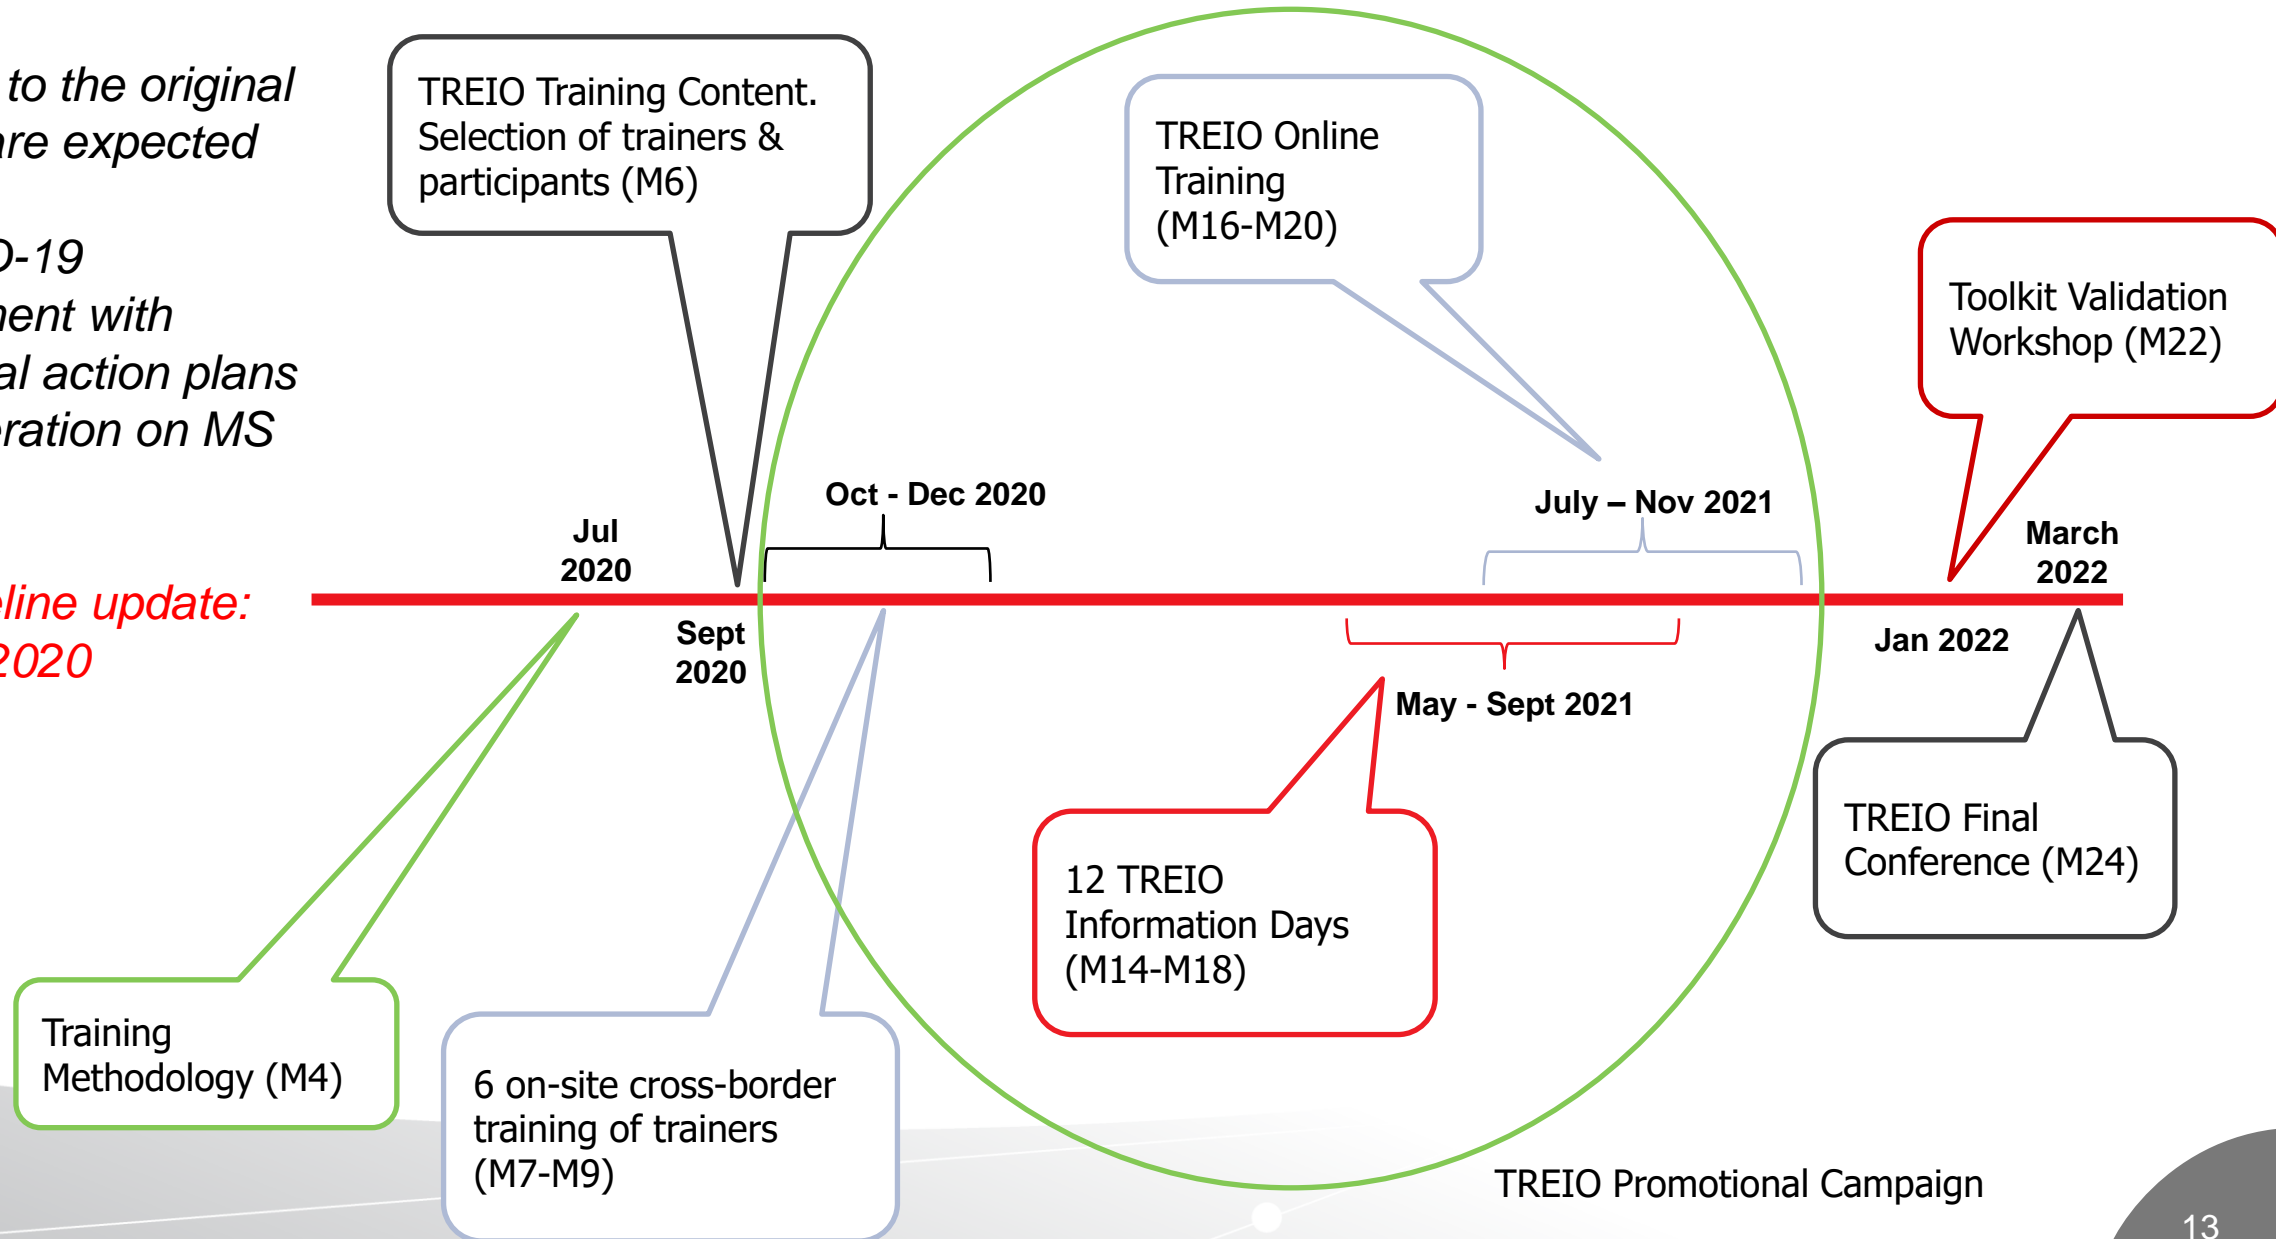 to the original
are expected
D-19
ment with
al action plans
eration on MS
eline update:
2020
TREIO Training Content.
Selection of trainers &
participants (M6)
TREIO Online
Training
(M16-M20)
Toolkit Validation
Workshop (M22)
Jul
2020
Sept
2020
Oct - Dec 2020
July – Nov 2021
May - Sept 2021
Jan 2022
March
2022
Training
Methodology (M4)
6 on-site cross-border
training of trainers
(M7-M9)
12 TREIO
Information Days
(M14-M18)
TREIO Final
Conference (M24)
TREIO Promotional Campaign
13